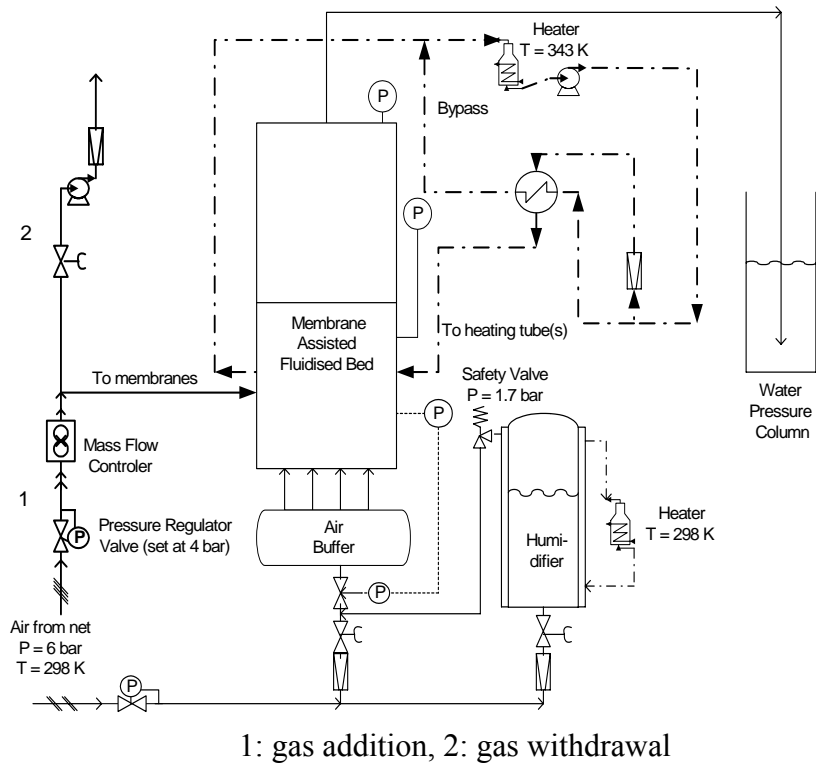 Heater
T = 343 K
P
Bypass
P
2
To heating tube(s)
Membrane
Assisted
Fluidised Bed
To membranes
Safety Valve
P = 1.7 bar
P
Water
Pressure
Column
Mass Flow
Controler
1
Pressure Regulator
Valve (set at 4 bar)
P
Air
Buffer
Humi-
difier
Heater
T = 298 K
P
Air from net
P = 6 bar
T = 298 K
P
1: gas addition, 2: gas withdrawal